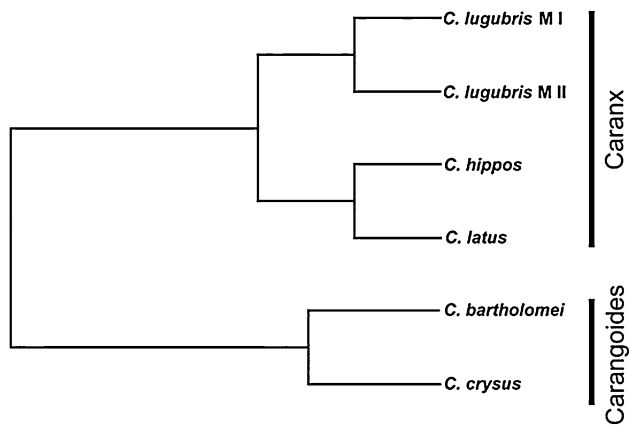 C. lugubris M I
C. lugubris M II
C. hippos
C. latus
Caranx
C. bartholomei
C. crysus
Carangoides